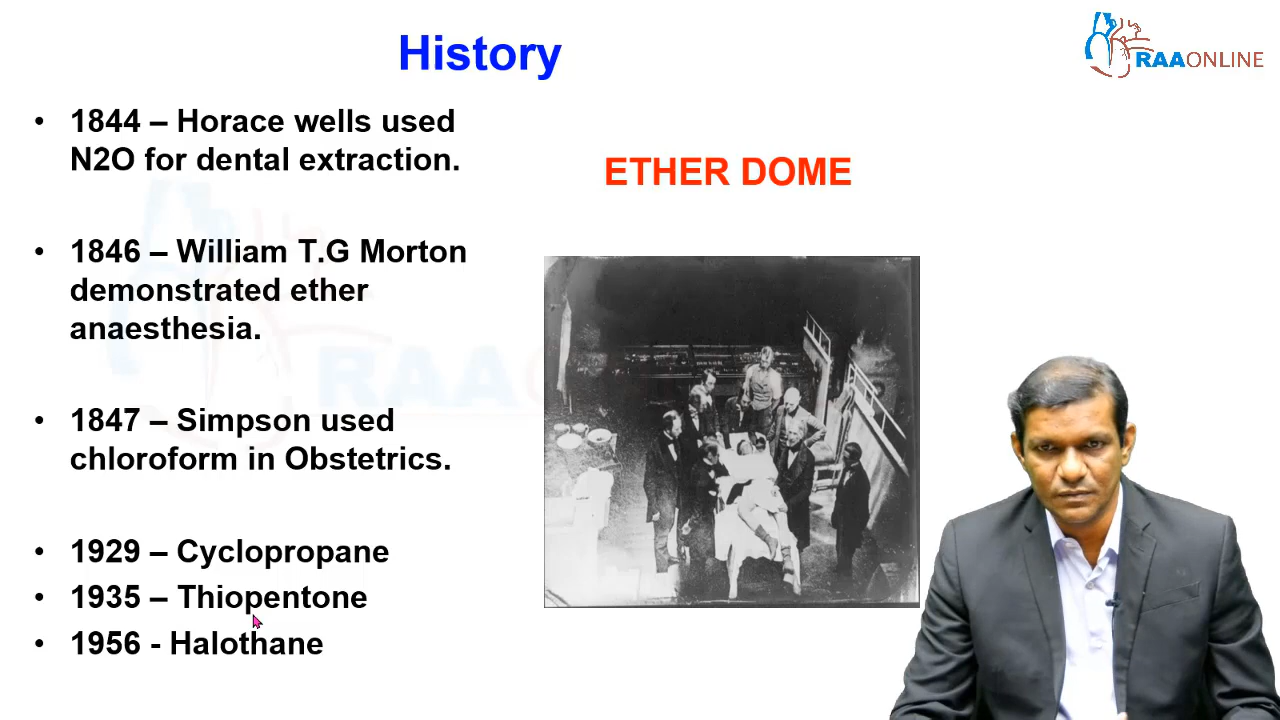 History
RAAONLINE
• 1844 – Horace wells used
N2O for dental extraction.
ETHER DOME
• 1846 – William T.G Morton
demonstrated ether
anaesthesia.
• 1847 – Simpson used
chloroform in Obstetrics.
• 1929 – Cyclopropane
• 1935 – Thiopentone
• 1956 - Halothane
RAAO